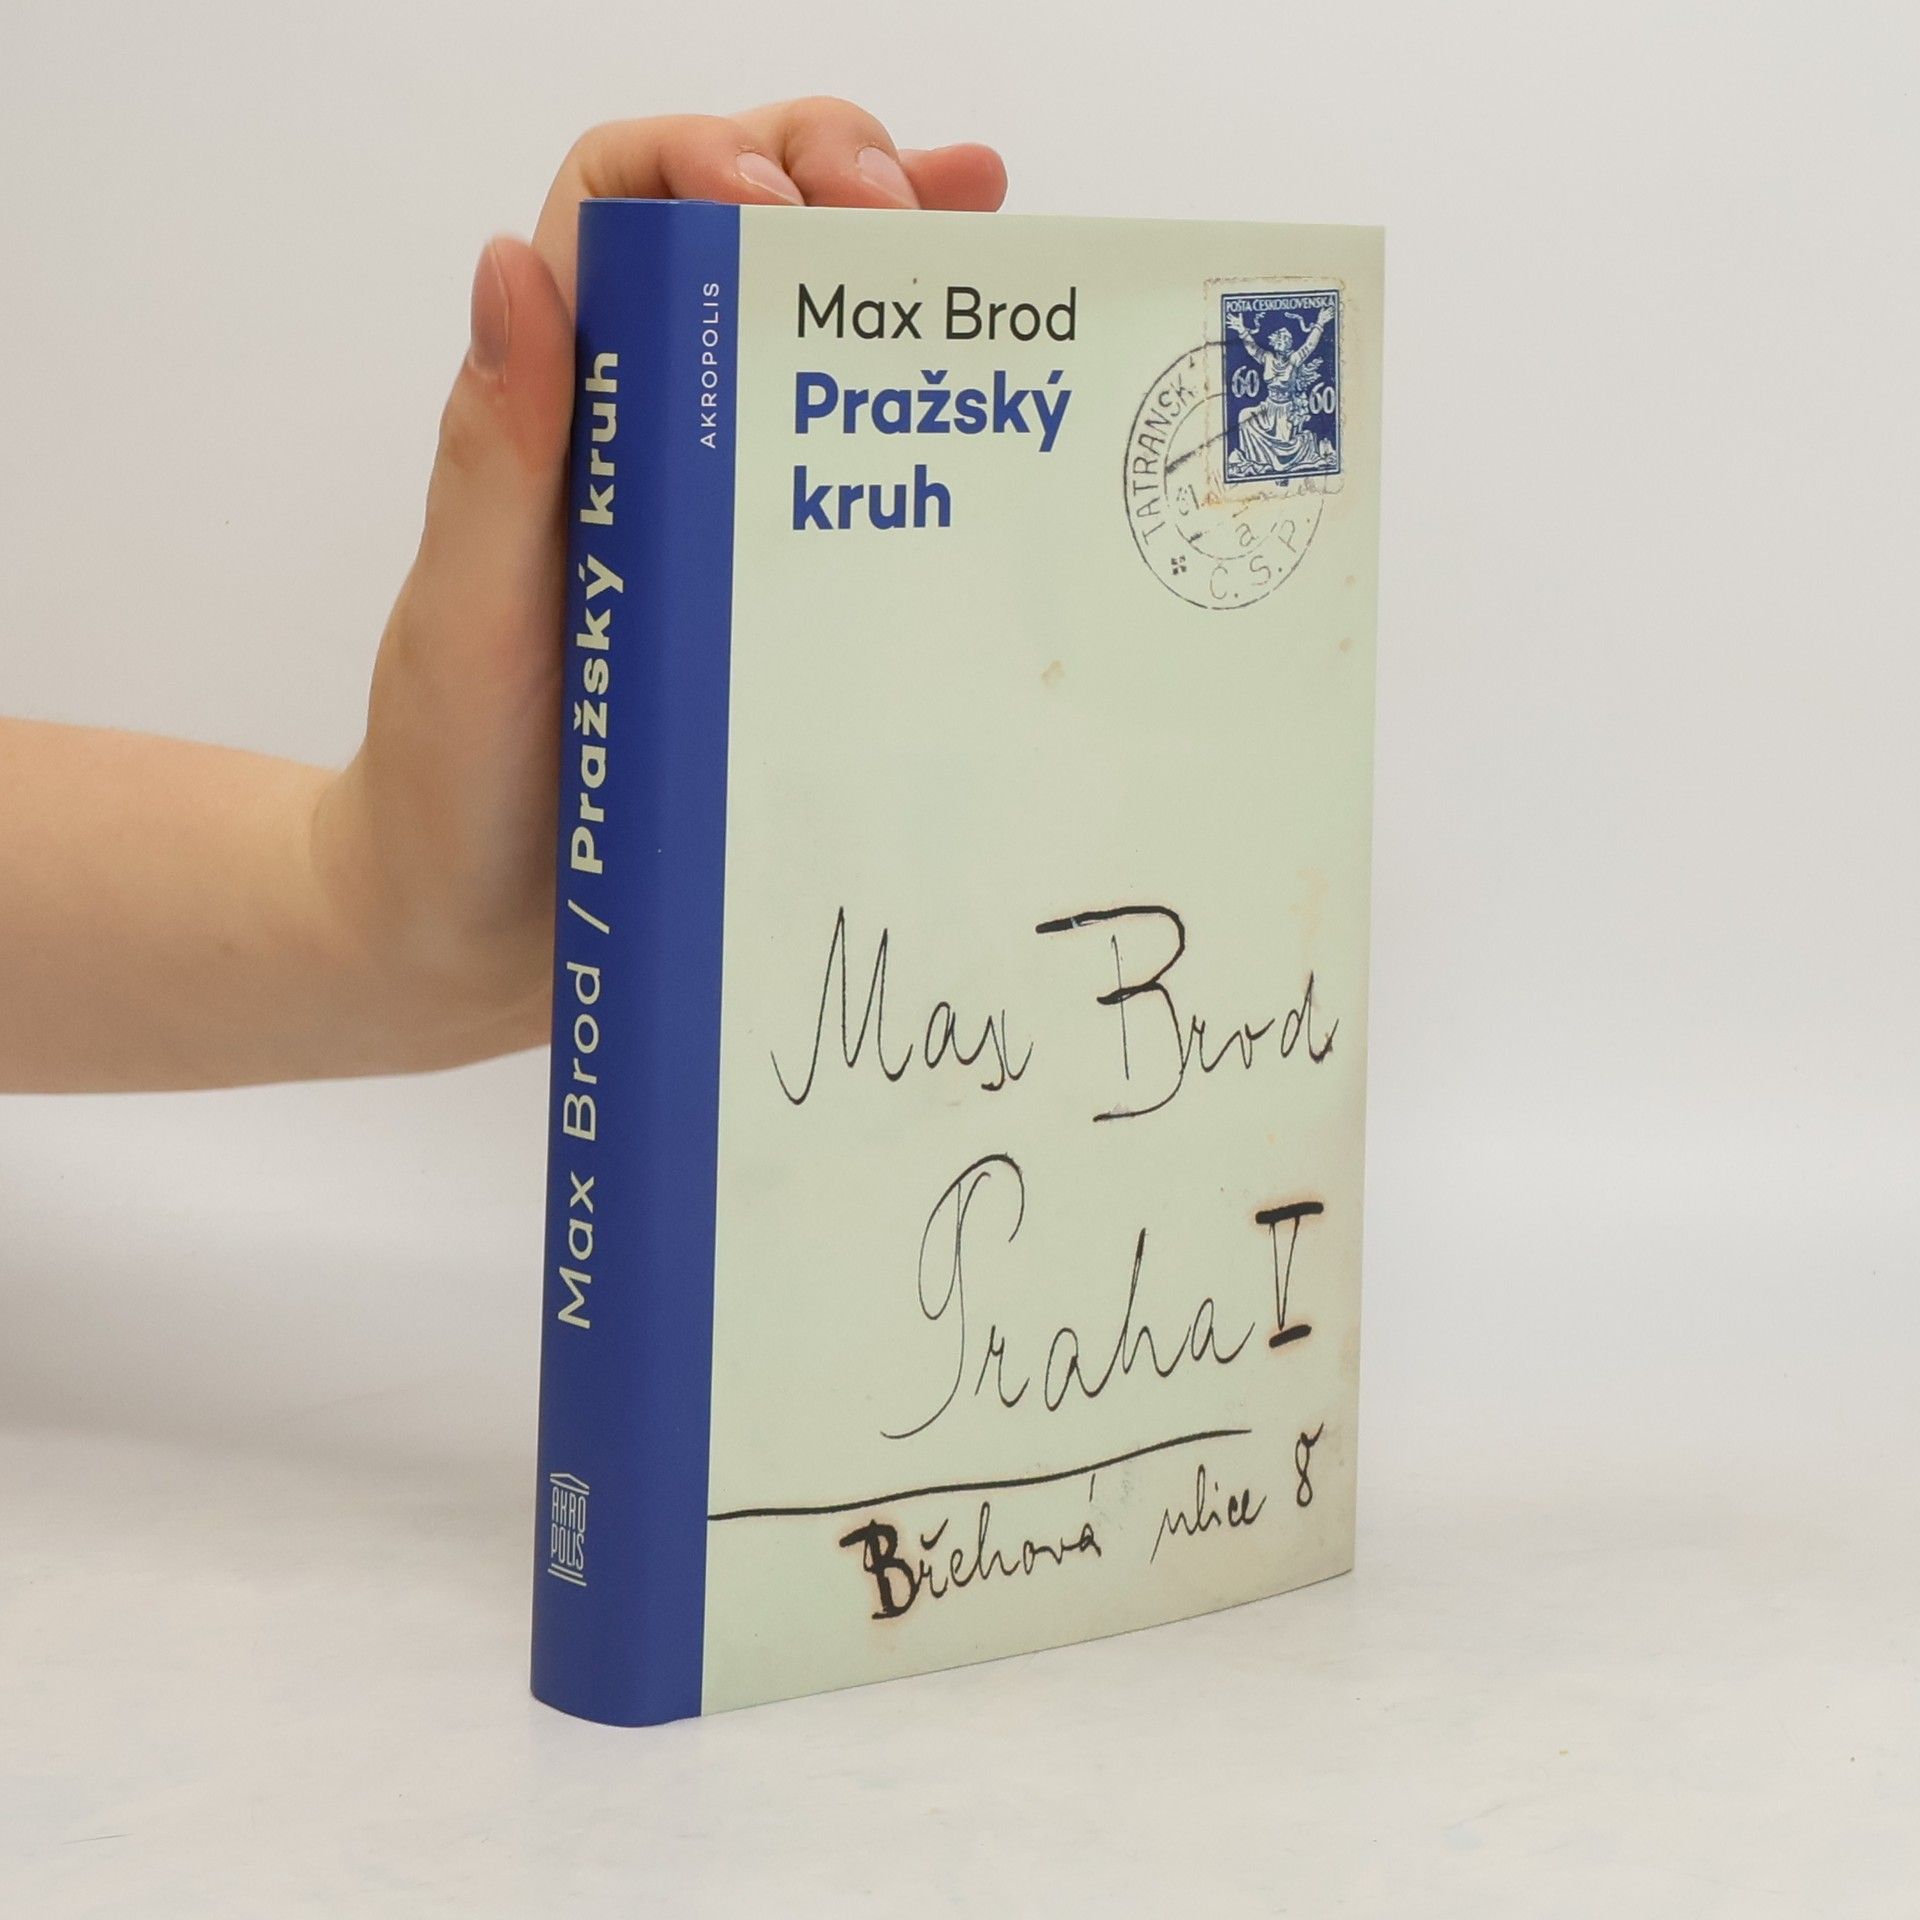 Max Brod / Pražský kruh
AKRO
POLIS
AKROPOLIS
Max Brod
Pražský
kruh
POŠTA ČESKOSLOVENSKÁ
60 60
TATRANSK
a
Č. S. P.
Max Brod
Praha V
Břehová ulice 8